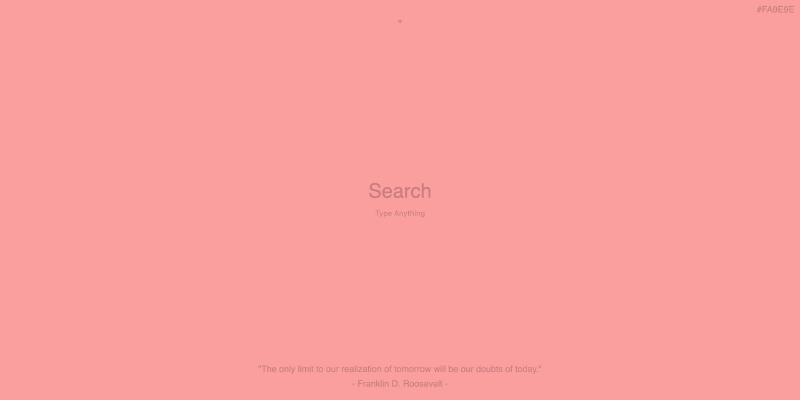 #FA9E9E
Search
Type Anything
"The only limit to our realization of tomorrow will be our doubts of today."
- Franklin D. Roosevelt -